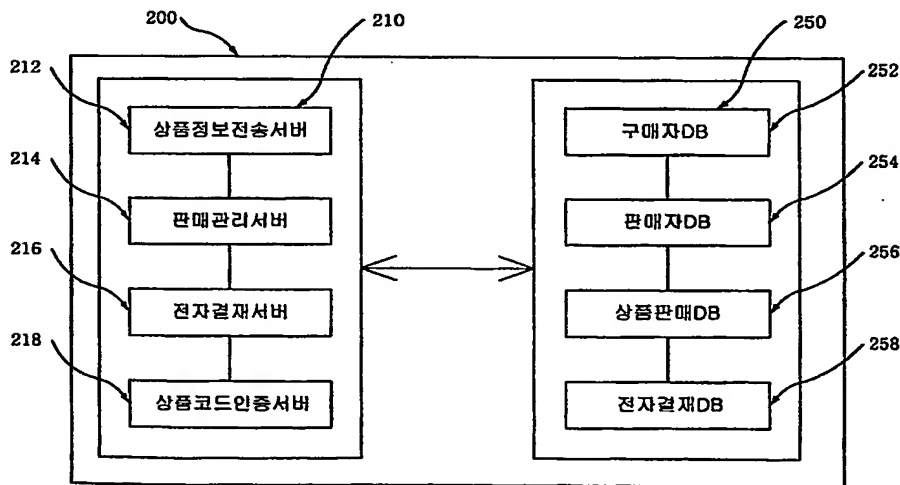 200
210
250
212
252
상품정보전송서버
구매자DB
214
254
판매관리서버
판매자DB
216
256
전자결재서버
상품판매DB
218
258
상품코드인증서버
전자결재DB